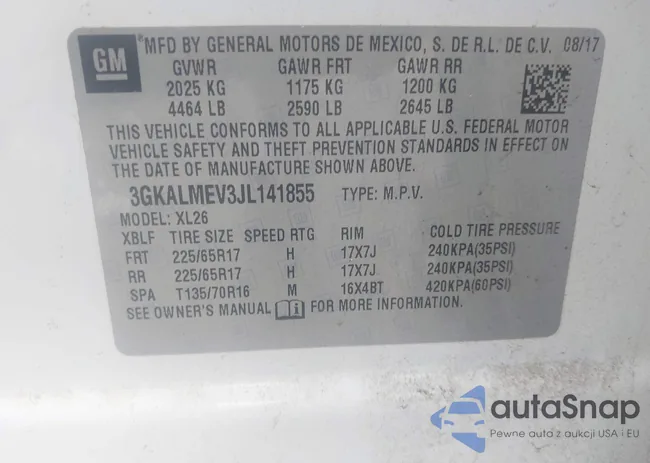 GM *MFD BY GENERAL MOTORS DE MEXICO, S. DE R.L. DE C.V. 08/17
GVWR GAWR FRT GAWR RR
2025 KG 1175 KG 1200 KG
4464 LB 2590 LB 2645 LB
THIS VEHICLE CONFORMS TO ALL APPLICABLE U.S. FEDERAL MOTOR
VEHICLE SAFETY AND THEFT PREVENTION STANDARDS IN EFFECT ON
THE DATE OF MANUFACTURE SHOWN ABOVE.
3GKALMEV3JL141855 TYPE: M.P.V.
MODEL: XL26
XBLF TIRE SIZE SPEED RTG RIM COLD TIRE PRESSURE
FRT 225/65R17 H 17X7J 240KPA(35PSI)
RR 225/65R17 H 17X7J 240KPA(35PSI)
SPA T135/70R16 M 16X4BT 420KPA(60PSI)
SEE OWNER'S MANUAL i FOR MORE INFORMATION.
autoSnap
Pewne auta z aukcji USA i EU